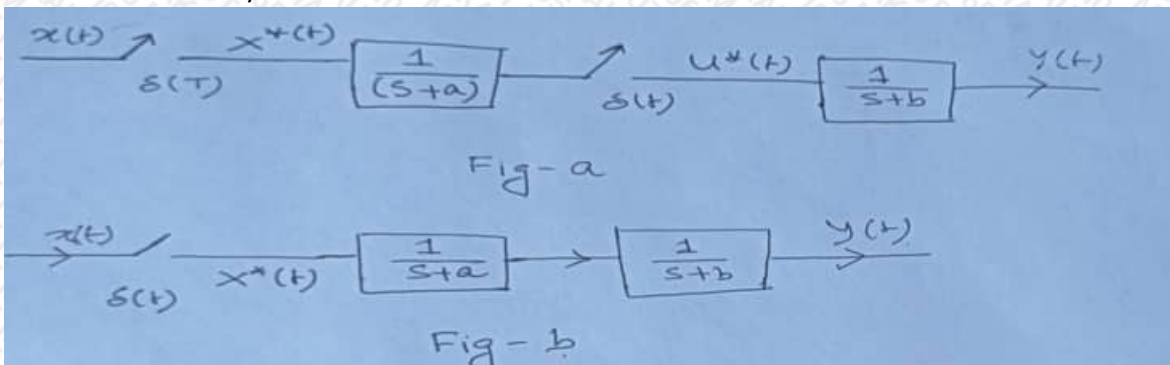 x(t) x*(t) 1/(s+a) u*(t) 1/s+b y(t)
δ(T) δ(t)
Fig-a
x(t) 1/s+a 1/s+b y(t)
δ(t) x*(t)
Fig-b